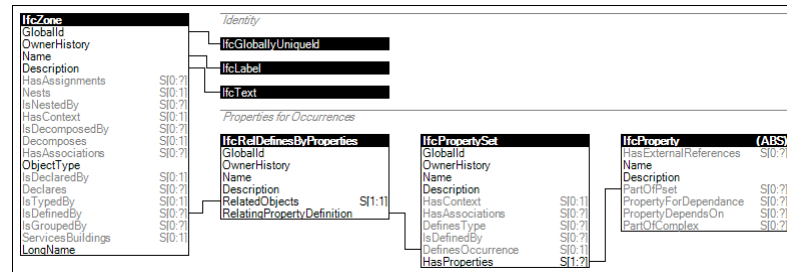 IfcZone
GlobalId
OwnerHistory
Name
Description
HasAssignments S[0:?]
Nests S[0:1]
IsNestedBy S[0:?]
HasContext S[0:1]
IsDecomposedBy S[0:?]
Decomposes S[0:1]
HasAssociations S[0:?]
ObjectType
IsDeclaredBy S[0:1]
Declares S[0:?]
IsTypedBy S[0:1]
IsDefinedBy S[0:?]
IsGroupedBy S[0:?]
ServicesBuildings S[0:1]
LongName
Identity
IfcGloballyUniqueId
IfcLabel
IfcText
Properties for Occurrences
IfcRelDefinesByProperties
GlobalId
OwnerHistory
Name
Description
RelatedObjects S[1:1]
RelatingPropertyDefinition
IfcPropertySet
GlobalId
OwnerHistory
Name
Description
HasContext S[0:1]
HasAssociations S[0:?]
DefinesType S[0:?]
IsDefinedBy S[0:?]
DefinesOccurrence S[0:?]
HasProperties S[1:?]
IfcProperty (ABS)
HasExternalReferences S[0:?]
Name
Description
PartOfPset S[0:?]
PropertyForDependance S[0:?]
PropertyDependsOn S[0:?]
PartOfComplex S[0:?]